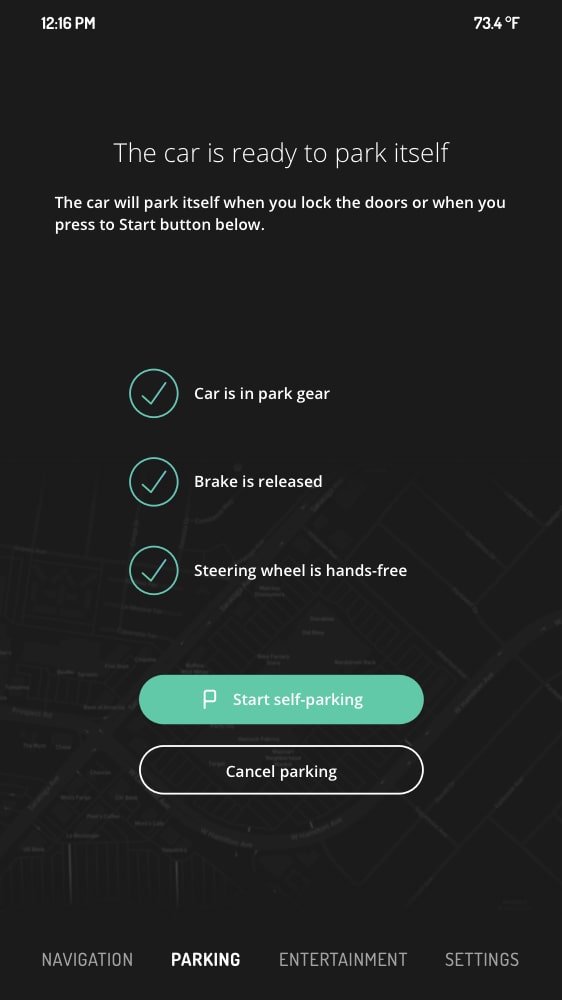 12:16 PM
73.4 °F
The car is ready to park itself
The car will park itself when you lock the doors or when you
press to Start button below.
Car is in park gear
Brake is released
Steering wheel is hands-free
Start self-parking
Cancel parking
NAVIGATION
PARKING
ENTERTAINMENT
SETTINGS